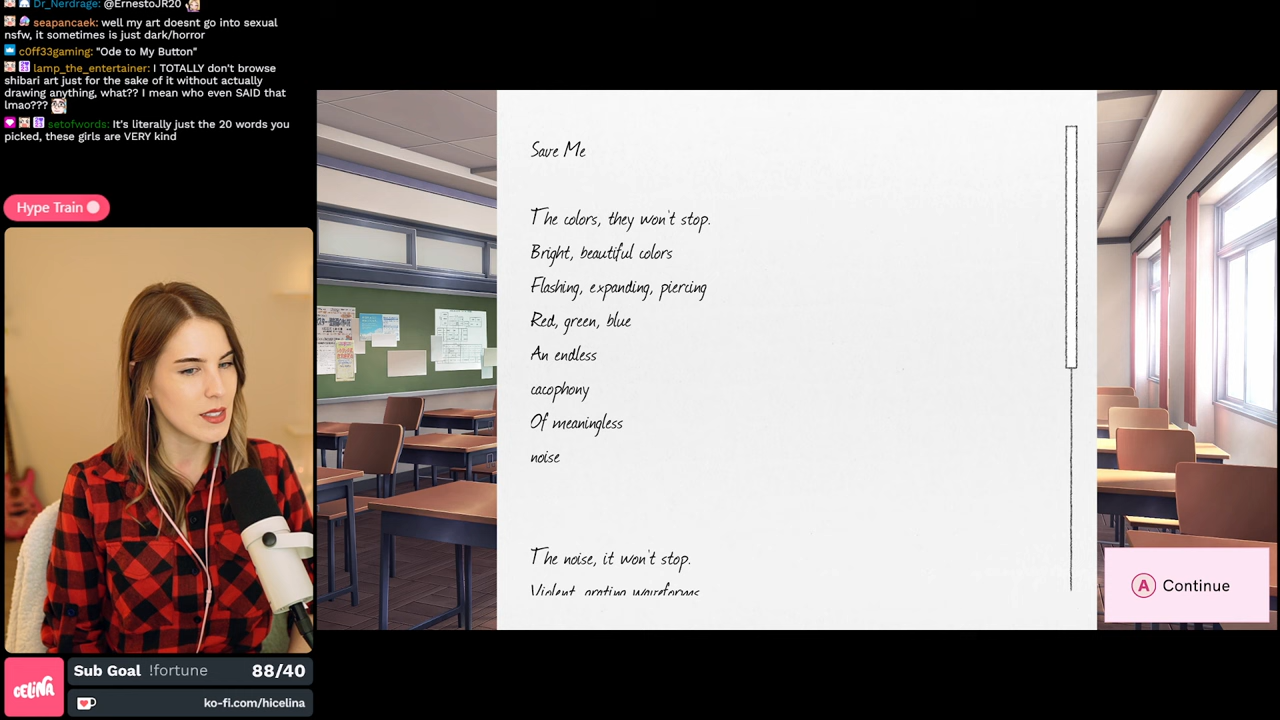 Dr_Nerdrage: @ErnestoJR20
seapancaek: well my art doesnt go into sexual
nsfw, it sometimes is just dark/horror
c0ff33gaming: "Ode to My Button"
lamp_the_entertainer: I TOTALLY don't browse
shibari art just for the sake of it without actually
drawing anything, what?? I mean who even SAID that
lmao???
setofwords: It's literally just the 20 words you
picked, these girls are VERY kind
Hype Train
Save Me
The colors, they won't stop.
Bright, beautiful colors
Flashing, expanding, piercing
Red, green, blue
An endless
cacophony
Of meaningless
noise
The noise, it won't stop.
Violent, grating waveforms
A Continue
CELINA
Sub Goal !fortune 88/40
ko-fi.com/hicelina